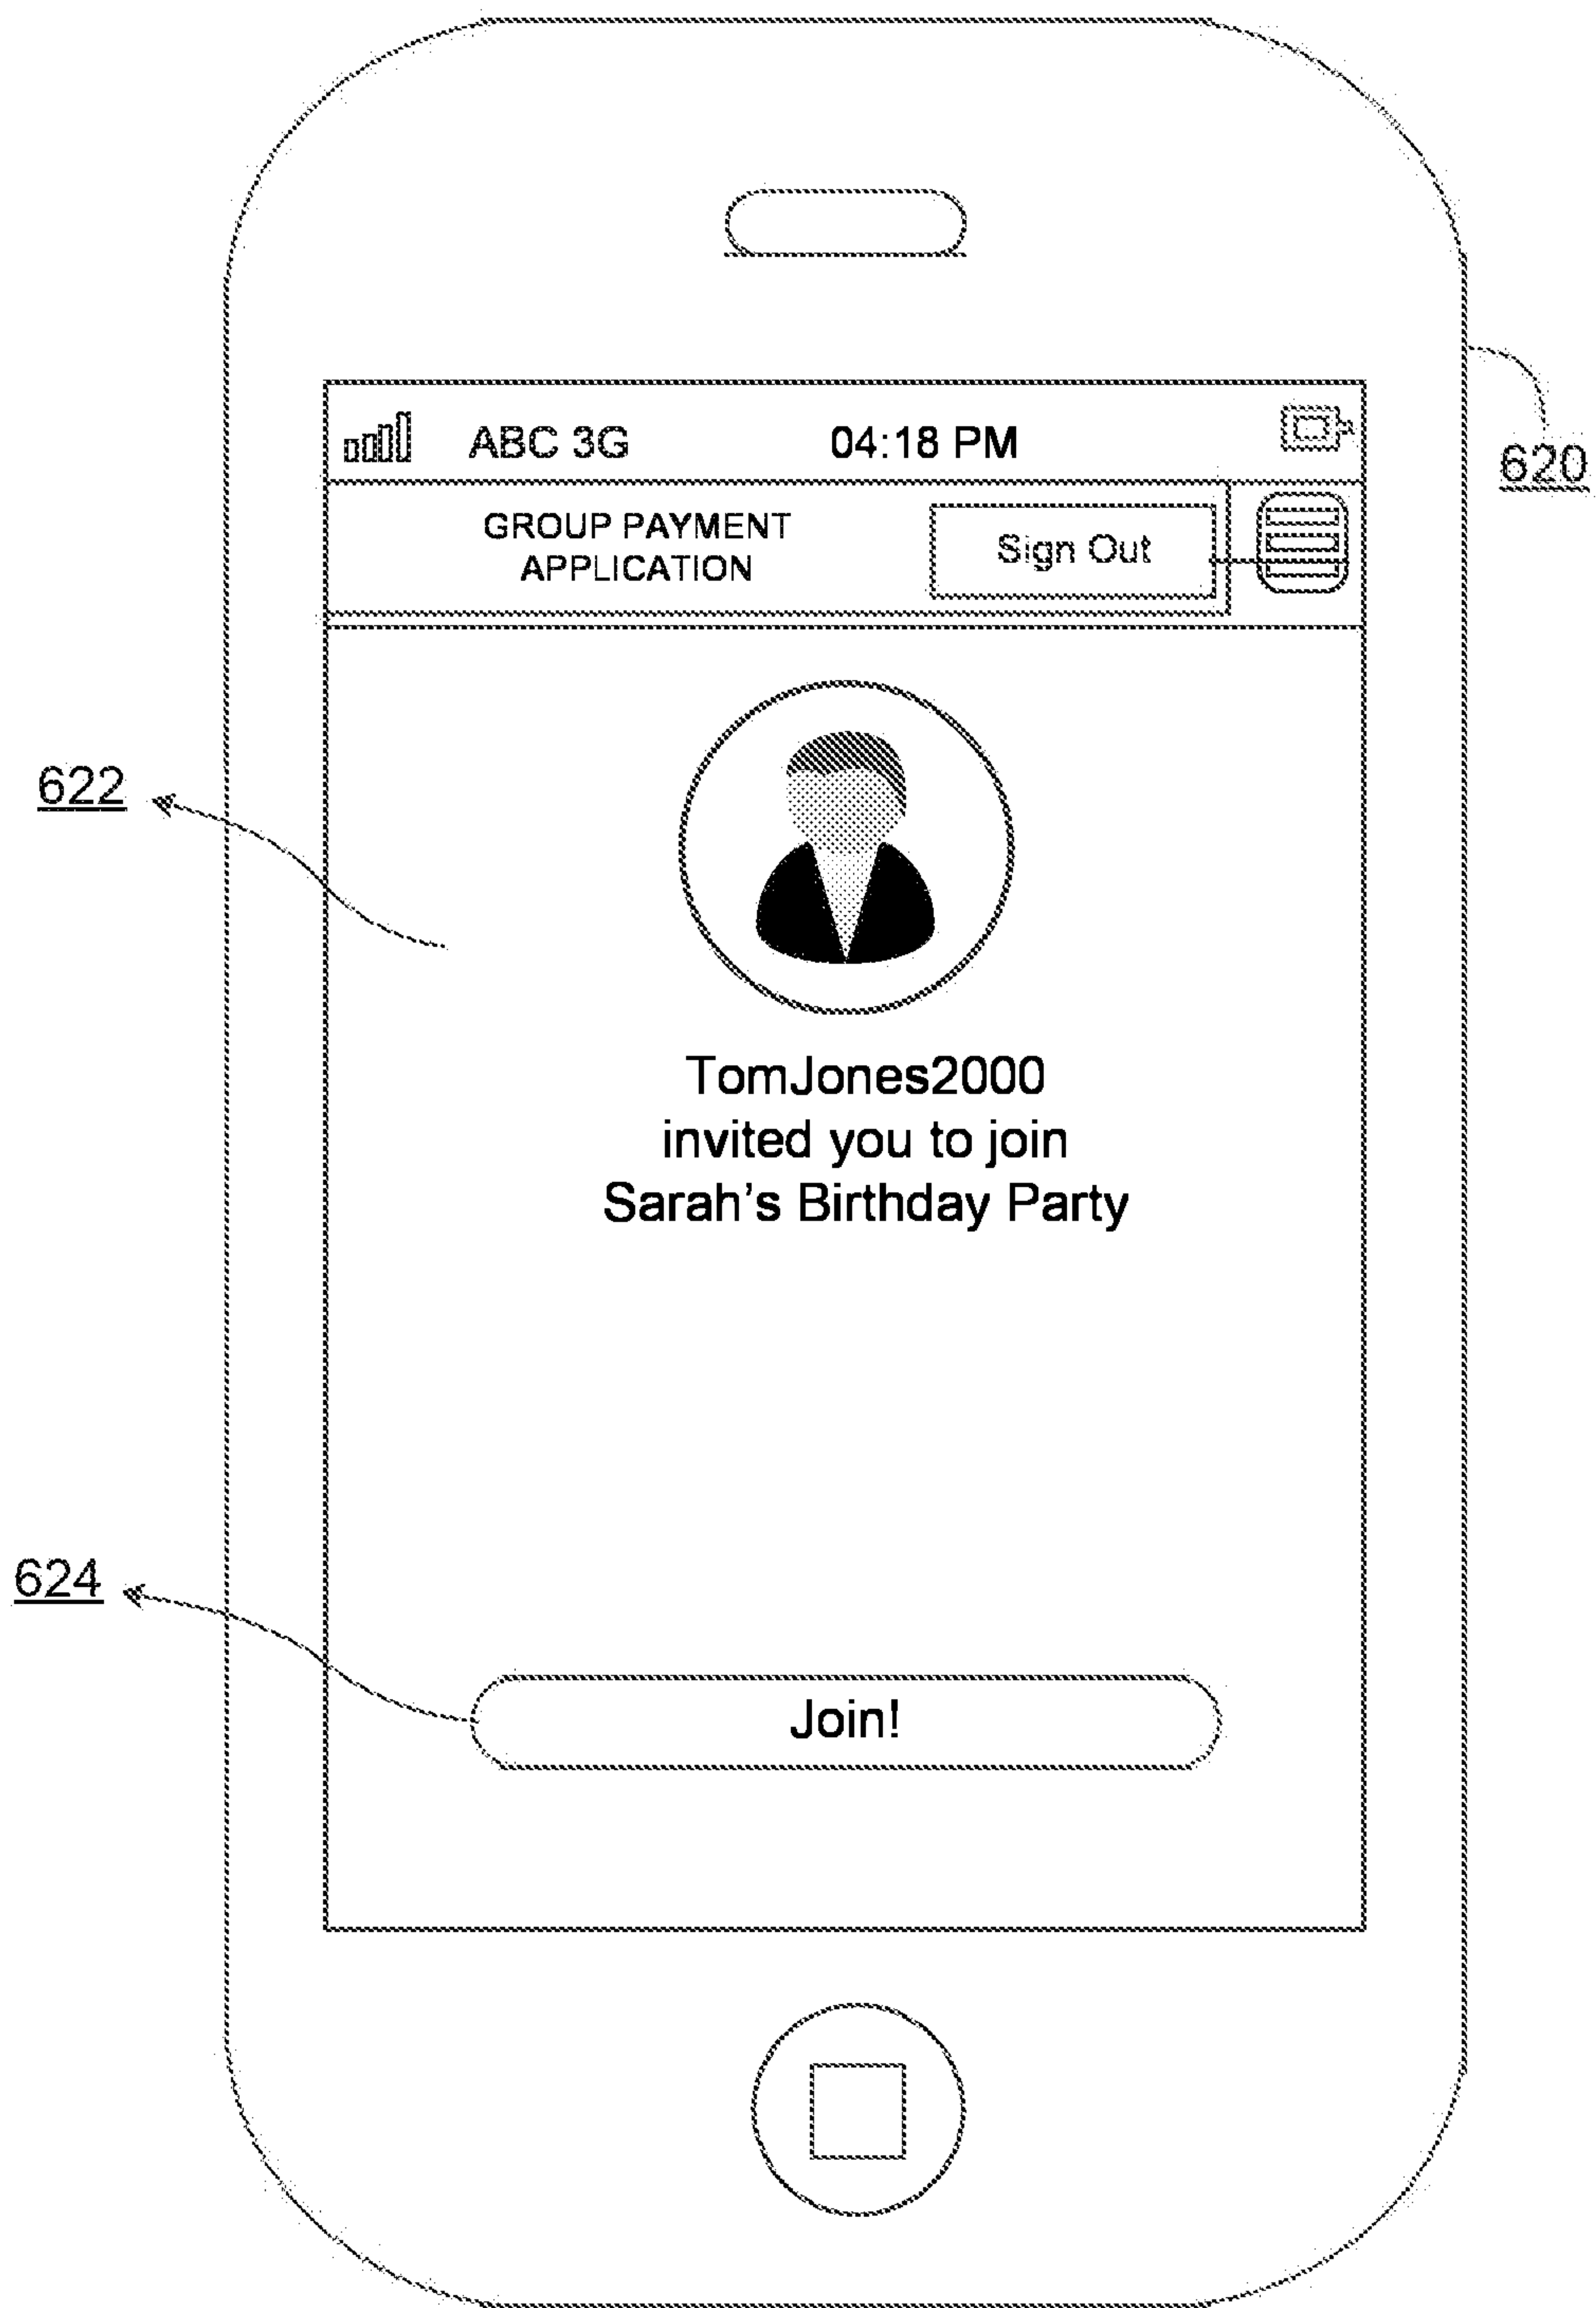 ABC 3G 04:18 PM
620
GROUP PAYMENT
APPLICATION
Sign Out
622
TomJones2000
invited you to join
Sarah's Birthday Party
624
Join!